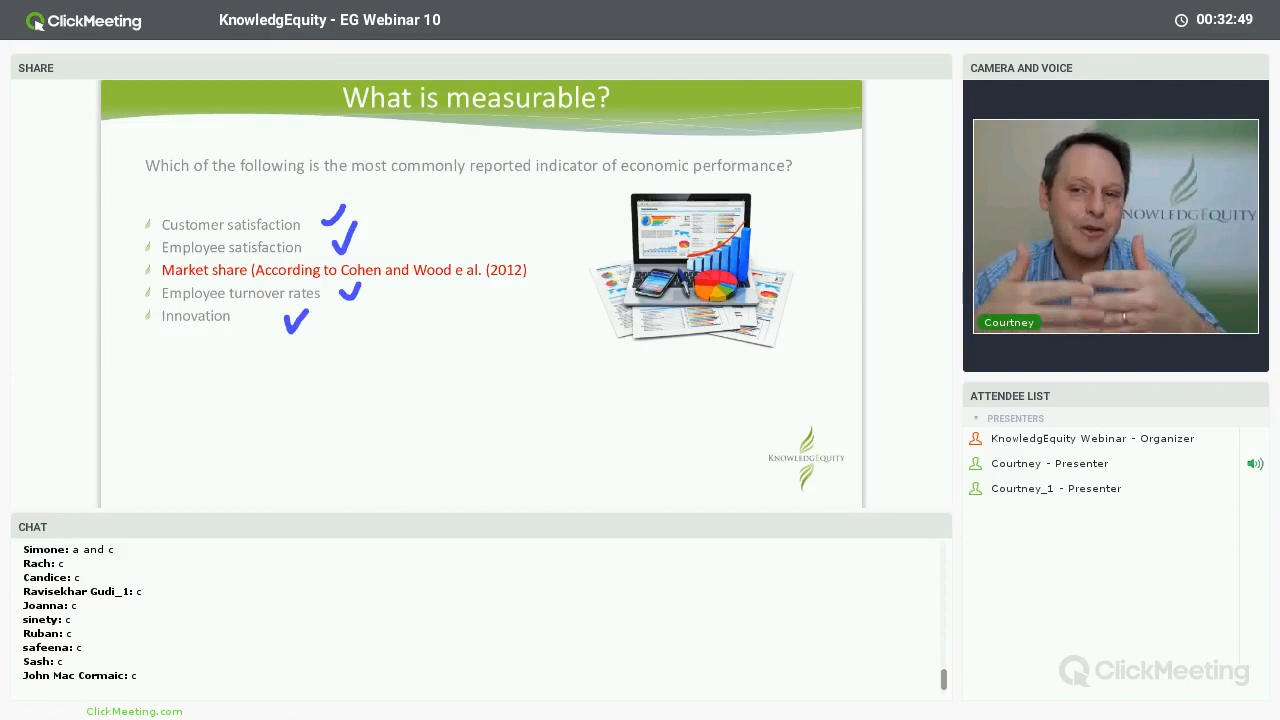 ClickMeeting
KnowledgEquity - EG Webinar 10
00:32:49
SHARE
What is measurable?
Which of the following is the most commonly reported indicator of economic performance?
Customer satisfaction
Employee satisfaction
Market share (According to Cohen and Wood e al. (2012)
Employee turnover rates
Innovation
KNOWLEDGEQUITY
CAMERA AND VOICE
KNOWLEDGEQUITY
Courtney
ATTENDEE LIST
PRESENTERS
KnowledgEquity Webinar - Organizer
Courtney - Presenter
Courtney_1 - Presenter
CHAT
Simone: a and c
Rach: c
Candice: c
Ravisekhar Gudi_1: c
Joanna: c
sinety: c
Ruban: c
safeena: c
Sash: c
John Mac Cormaic: c
ClickMeeting
ClickMeeting.com